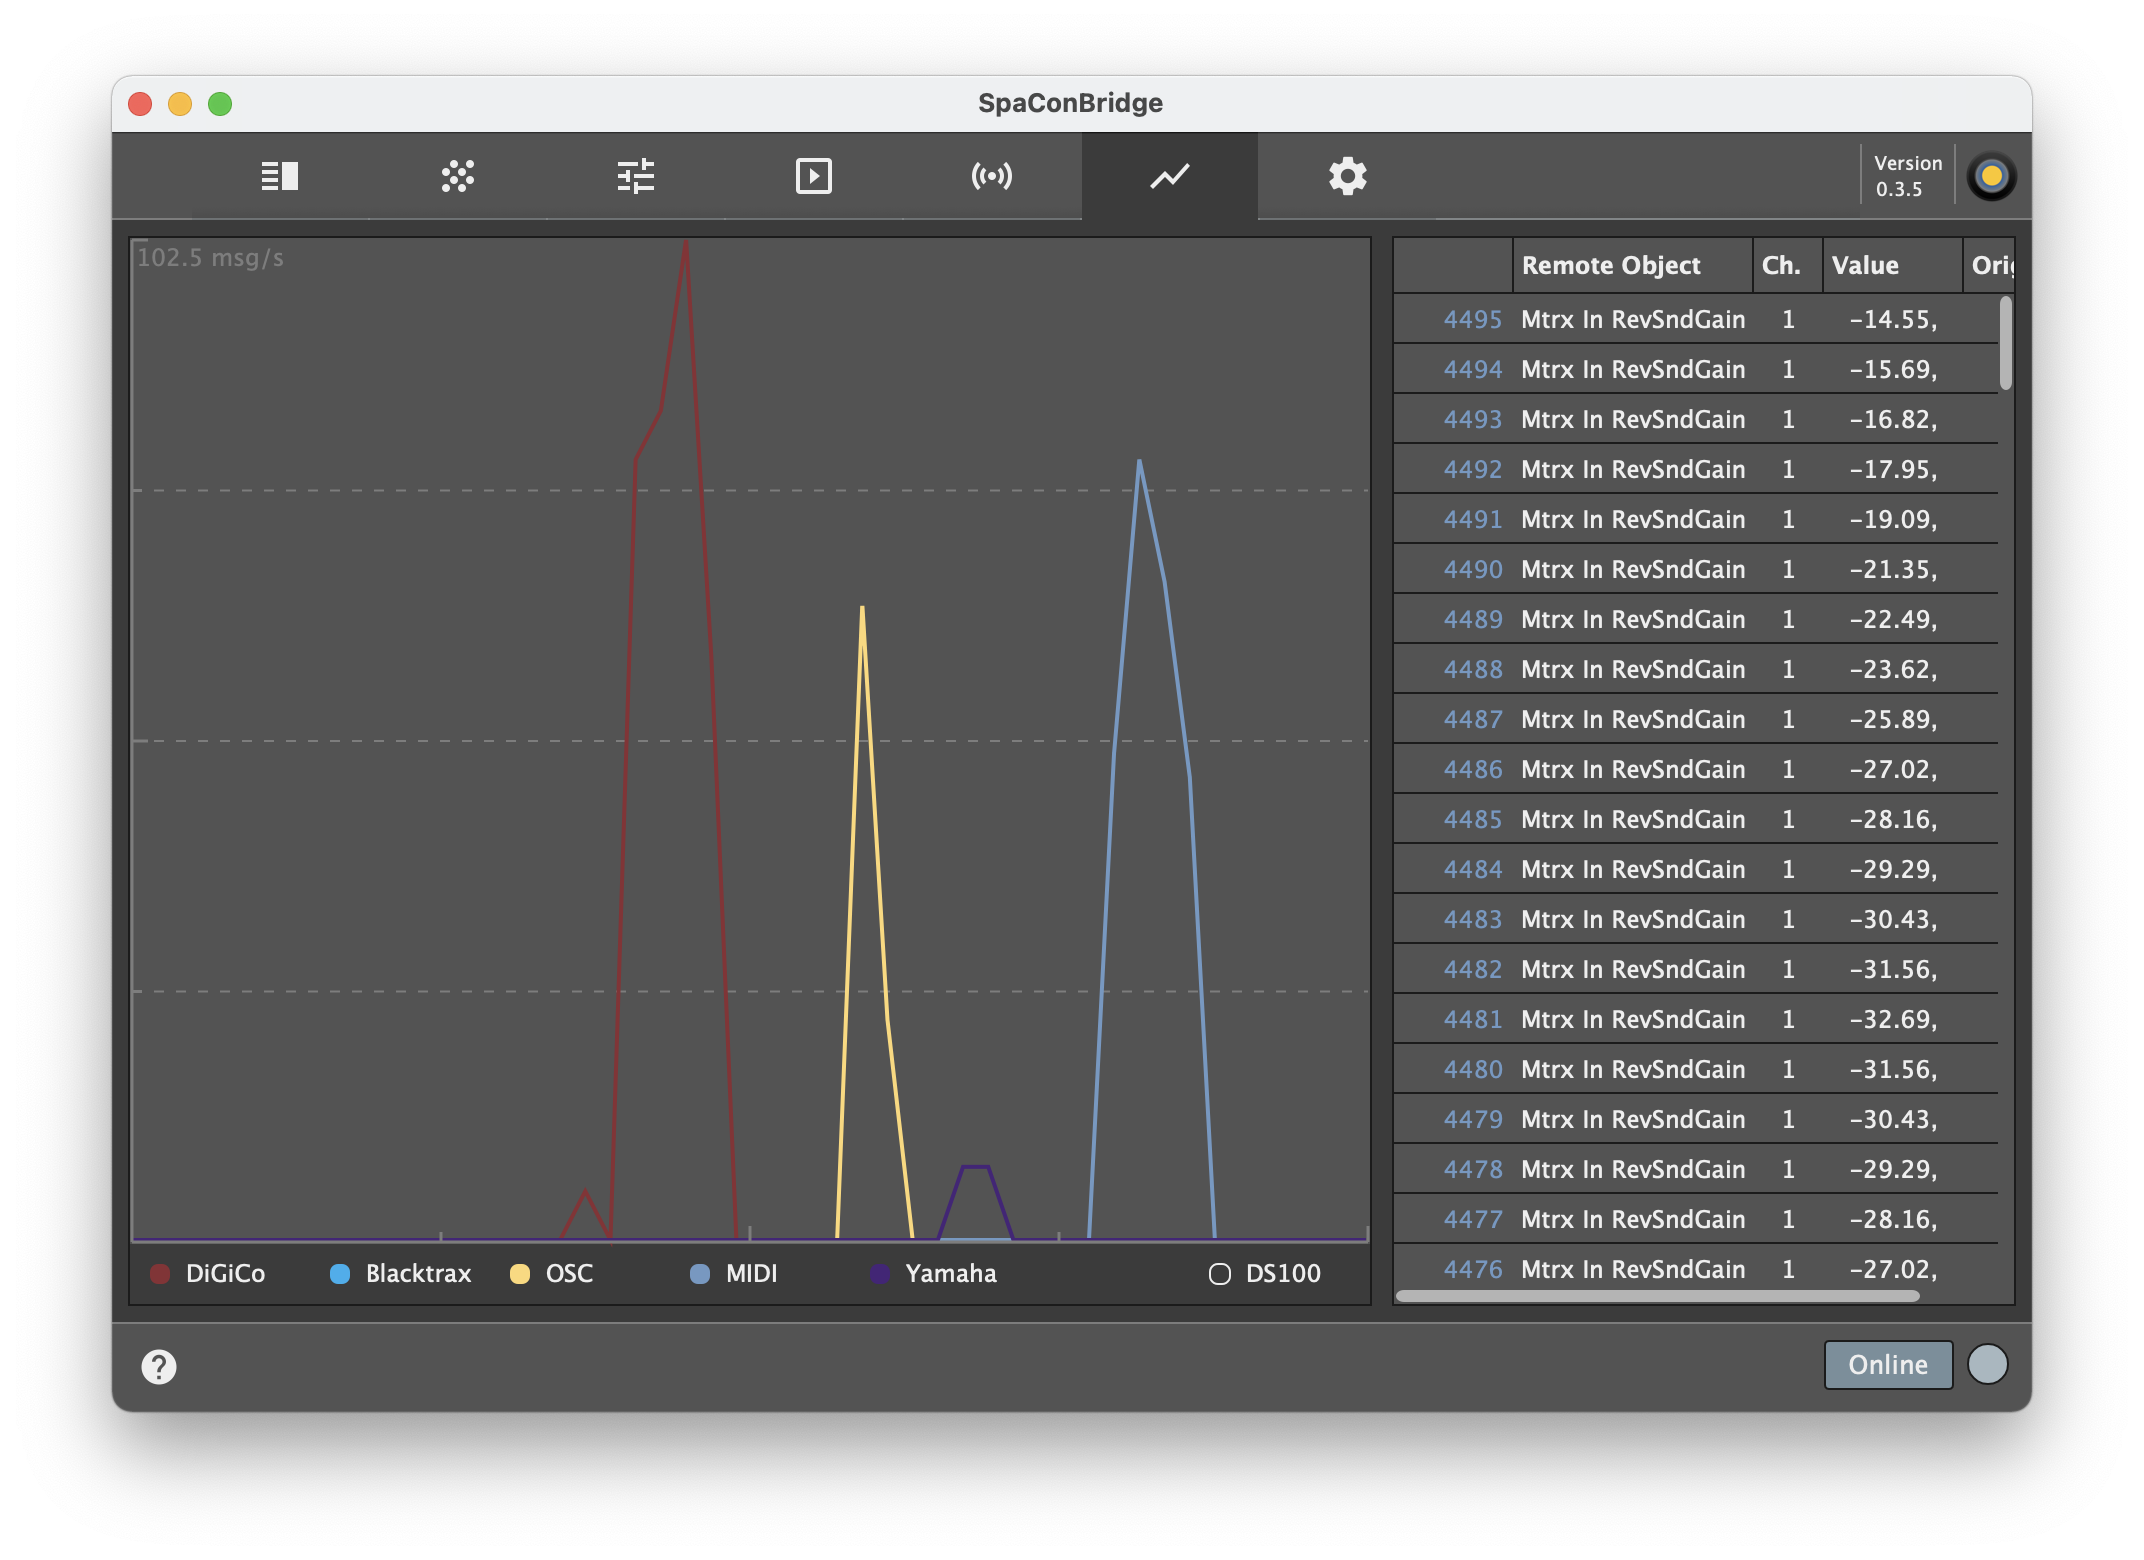 SpaConBridge
Version
0.3.5
102.5 msg/s
DiGiCo Blacktrax OSC MIDI Yamaha DS100
Remote Object Ch. Value Orig
4495 Mtrx In RevSndGain 1 -14.55,
4494 Mtrx In RevSndGain 1 -15.69,
4493 Mtrx In RevSndGain 1 -16.82,
4492 Mtrx In RevSndGain 1 -17.95,
4491 Mtrx In RevSndGain 1 -19.09,
4490 Mtrx In RevSndGain 1 -21.35,
4489 Mtrx In RevSndGain 1 -22.49,
4488 Mtrx In RevSndGain 1 -23.62,
4487 Mtrx In RevSndGain 1 -25.89,
4486 Mtrx In RevSndGain 1 -27.02,
4485 Mtrx In RevSndGain 1 -28.16,
4484 Mtrx In RevSndGain 1 -29.29,
4483 Mtrx In RevSndGain 1 -30.43,
4482 Mtrx In RevSndGain 1 -31.56,
4481 Mtrx In RevSndGain 1 -32.69,
4480 Mtrx In RevSndGain 1 -31.56,
4479 Mtrx In RevSndGain 1 -30.43,
4478 Mtrx In RevSndGain 1 -29.29,
4477 Mtrx In RevSndGain 1 -28.16,
4476 Mtrx In RevSndGain 1 -27.02,
?
Online